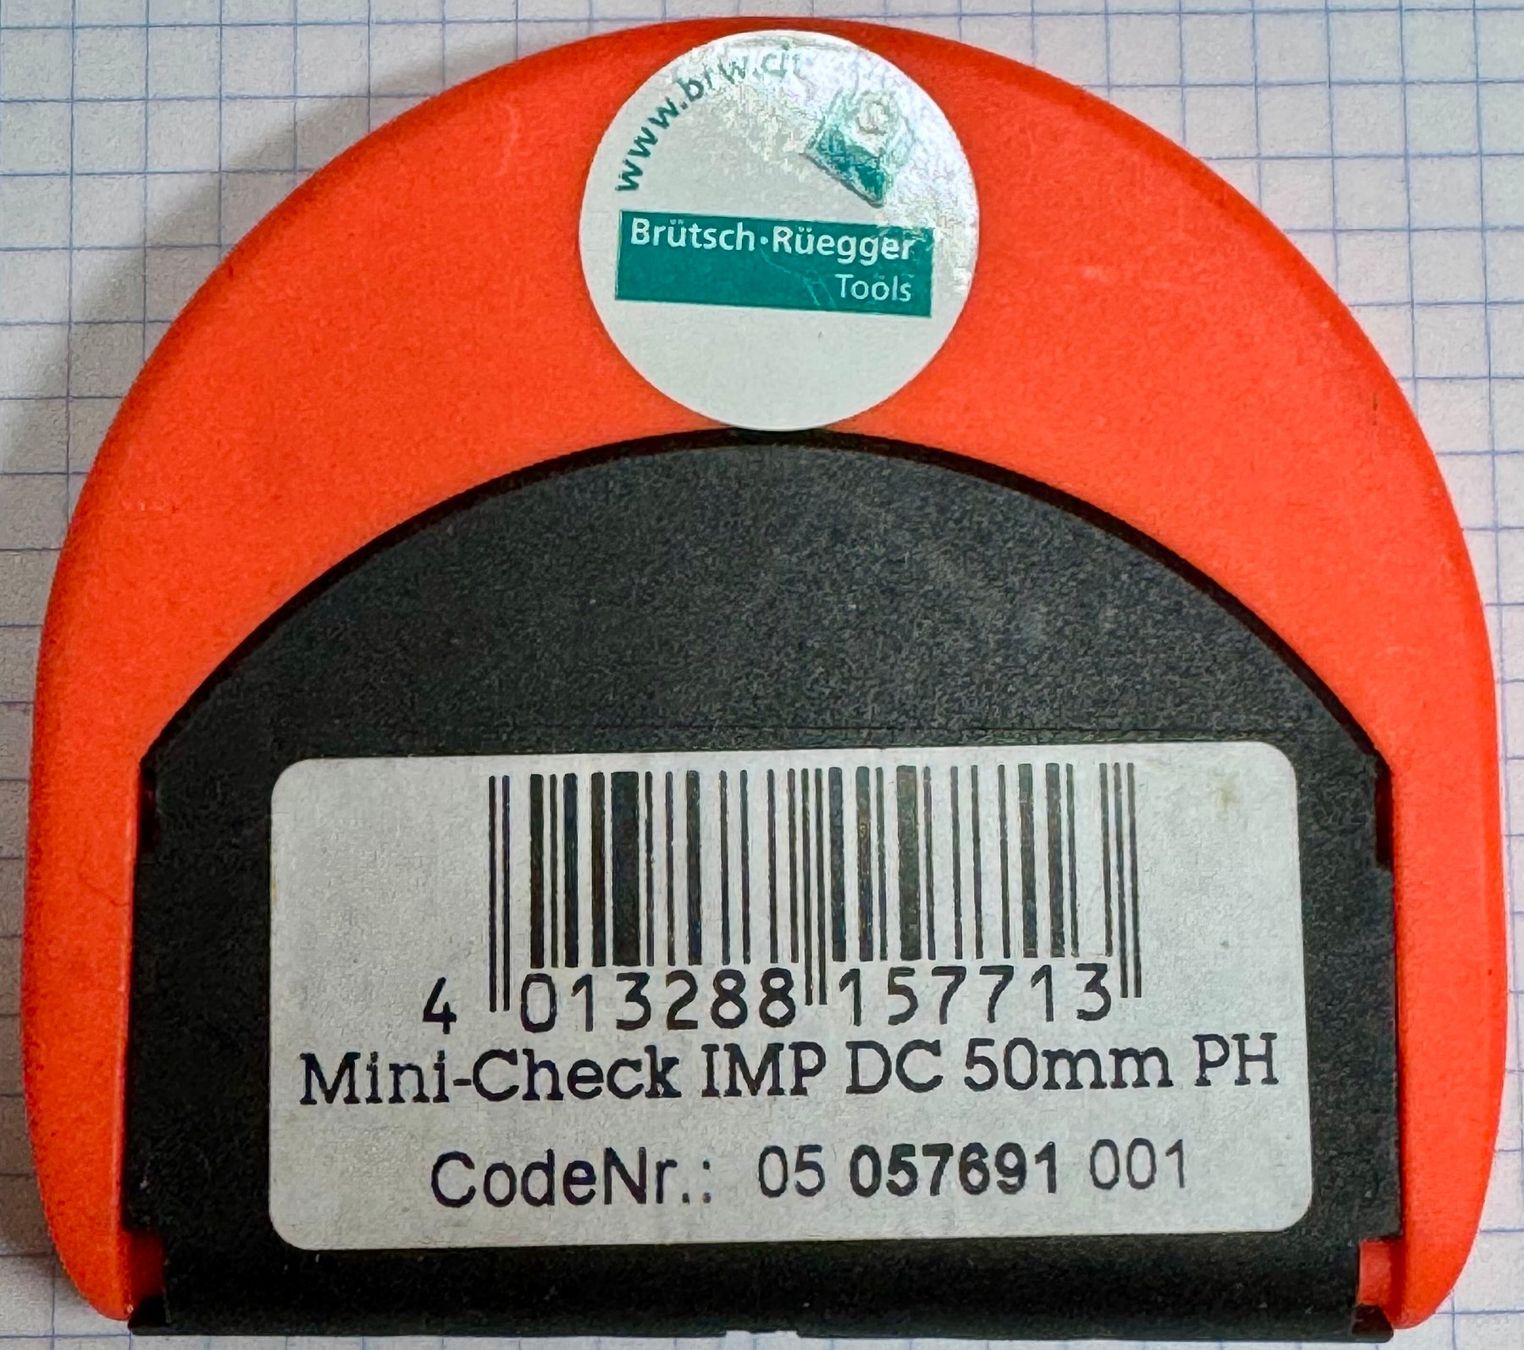 www.brw.ch
Brütsch·Rüegger
Tools
4 013288 157713
Mini-Check IMP DC 50mm PH
CodeNr.: 05 057691 001